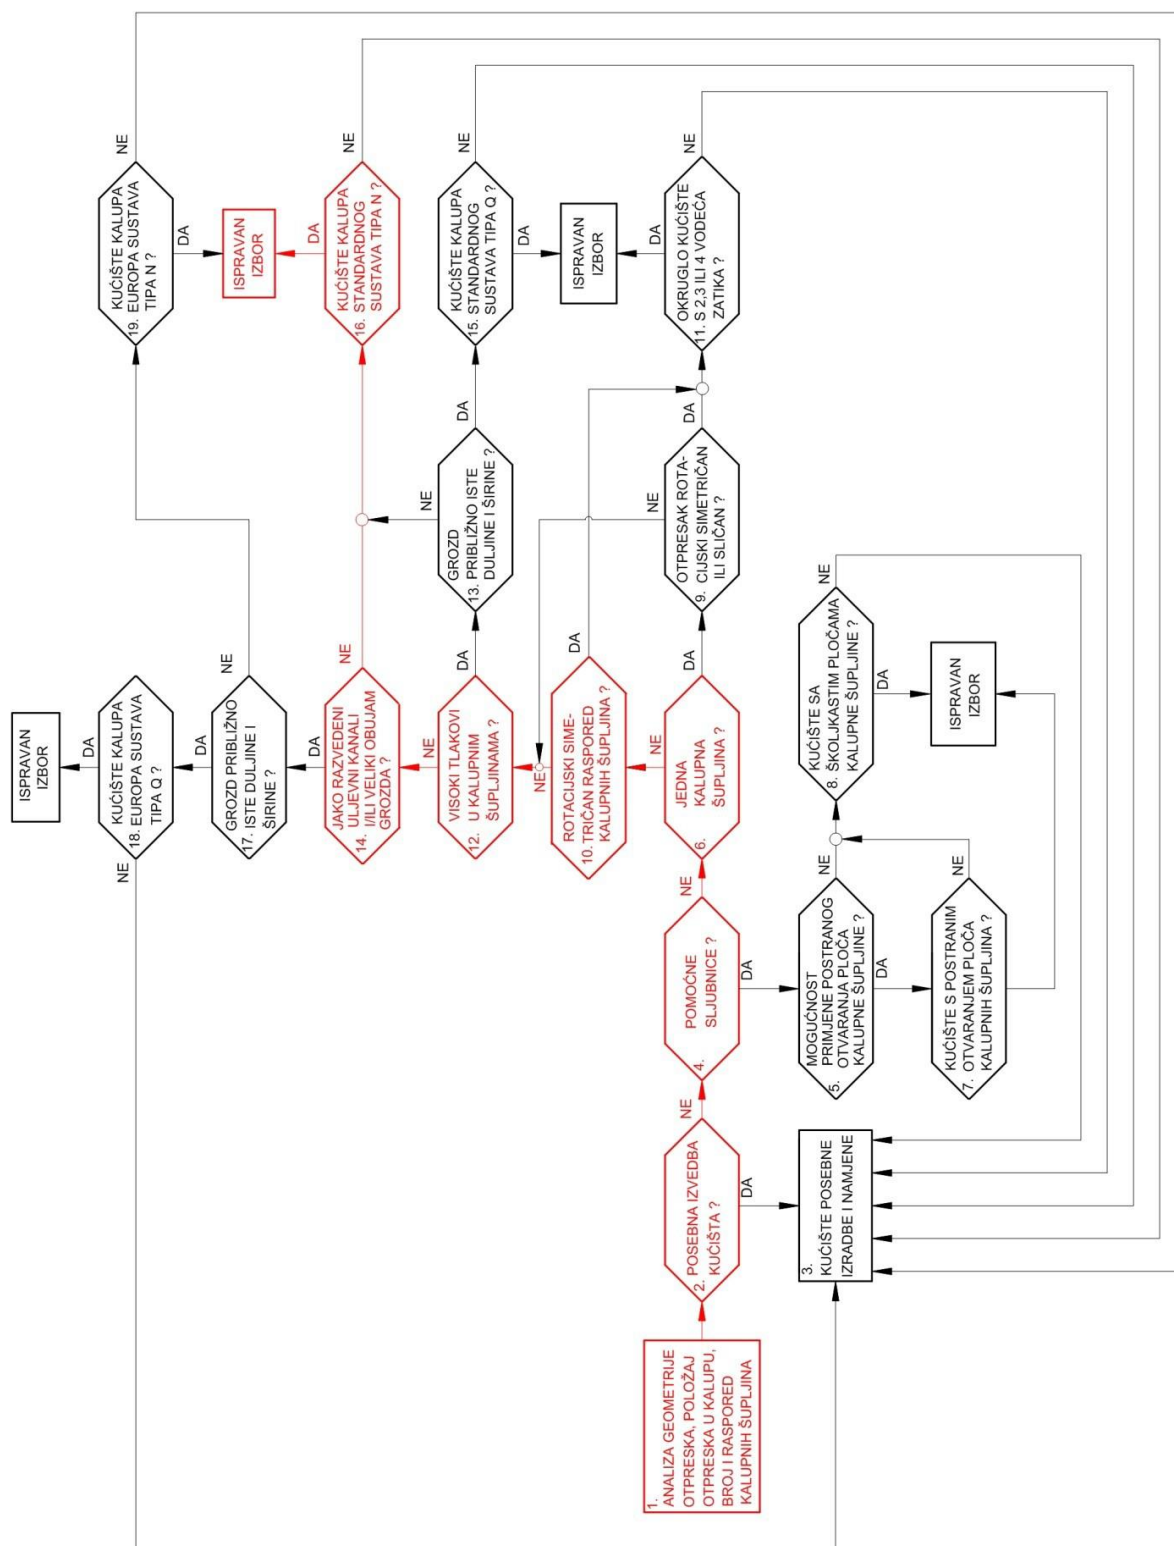 1.
ANALIZA GEOMETRIJE
OTPRESKA, POLOŽAJ
OTPRESKA U KALUPU,
BROJ I RASPORED
KALUPNIH ŠUPLJINA
2. POSEBNA IZVEDBA
KUĆIŠTA ?
NE
DA
3.
KUĆIŠTE POSEBNE
IZRADBE I NAMJENE
4. POMOĆNE
SLJUBNICE ?
NE
DA
MOGUĆNOST
PRIMJENE POSTRANOG
OTVARANJA PLOČA
5. KALUPNE ŠUPLJINE ?
NE
DA
KUĆIŠTE S POSTRANIM
OTVARANJEM PLOČA
7. KALUPNIH ŠUPLJINA ?
NE
DA
KUĆIŠTE SA
8. ŠKOLJKASTIM PLOČAMA
KALUPNE ŠUPLJINE ?
NE
DA
ISPRAVAN
IZBOR
JEDNA
6. KALUPNA
ŠUPLJINA ?
NE
DA
OTPRESAK ROTA-
9. CIJSKI SIMETRIČAN
ILI SLIČAN ?
NE
DA
ROTACIJSKI SIME-
10. TRIČAN RASPORED
KALUPNIH ŠUPLJINA ?
NE
DA
OKRUGLO KUĆIŠTE
11. S 2,3 ILI 4 VODEĆA
ZATIKA ?
NE
DA
ISPRAVAN
IZBOR
VISOKI TLAKOVI
12. U KALUPNIM
ŠUPLJINAMA ?
NE
DA
GROZD
13. PRIBLIŽNO ISTE
DULJINE I ŠIRINE ?
NE
DA
KUĆIŠTE KALUPA
15. STANDARDNOG
SUSTAVA TIPA Q ?
NE
DA
JAKO RAZVEDENI
ULJEVNI KANALI
I/ILI VELIKI OBUJAM
14. GROZDA ?
NE
DA
KUĆIŠTE KALUPA
16. STANDARDNOG
SUSTAVA TIPA N ?
NE
DA
ISPRAVAN
IZBOR
GROZD PRIBLIŽNO
17. ISTE DULJINE I
ŠIRINE ?
NE
DA
KUĆIŠTE KALUPA
18. EUROPA SUSTAVA
TIPA Q ?
NE
DA
ISPRAVAN
IZBOR
KUĆIŠTE KALUPA
19. EUROPA SUSTAVA
TIPA N ?
NE
DA